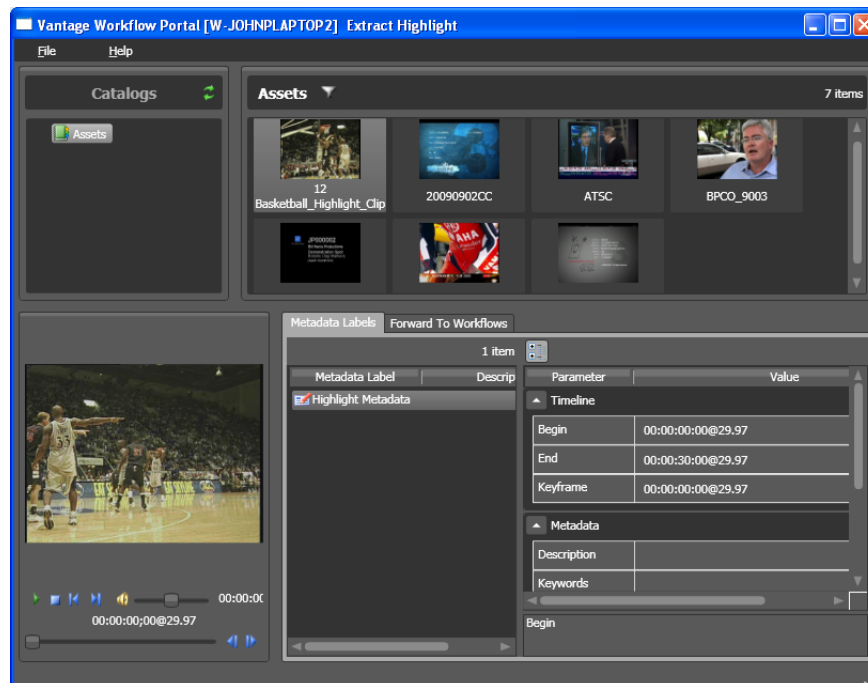 Vantage Workflow Portal [W-JOHNPLAPTOP2] Extract Highlight
File Help
Catalogs
Assets
Assets
7 items
12
Basketball_Highlight_Clip
20090902CC
ATSC
BPCO_9003
JP000002
Metadata Labels
Forward To Workflows
1 item
Metadata Label
Descrip
Highlight Metadata
Parameter
Value
Timeline
Begin
00:00:00:00@29.97
End
00:00:30:00@29.97
Keyframe
00:00:00:00@29.97
Metadata
Description
Keywords
Begin
33
00:00:0
00:00:00;00@29.97